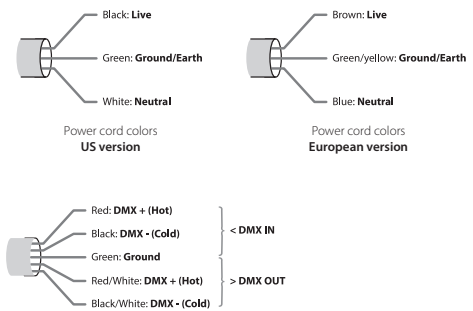 Black: Live
Green: Ground/Earth
White: Neutral
Power cord colors
US version
Brown: Live
Green/yellow: Ground/Earth
Blue: Neutral
Power cord colors
European version
Red: DMX + (Hot)
Black: DMX - (Cold)
Green: Ground
Red/White: DMX + (Hot)
Black/White: DMX - (Cold)
< DMX IN
> DMX OUT